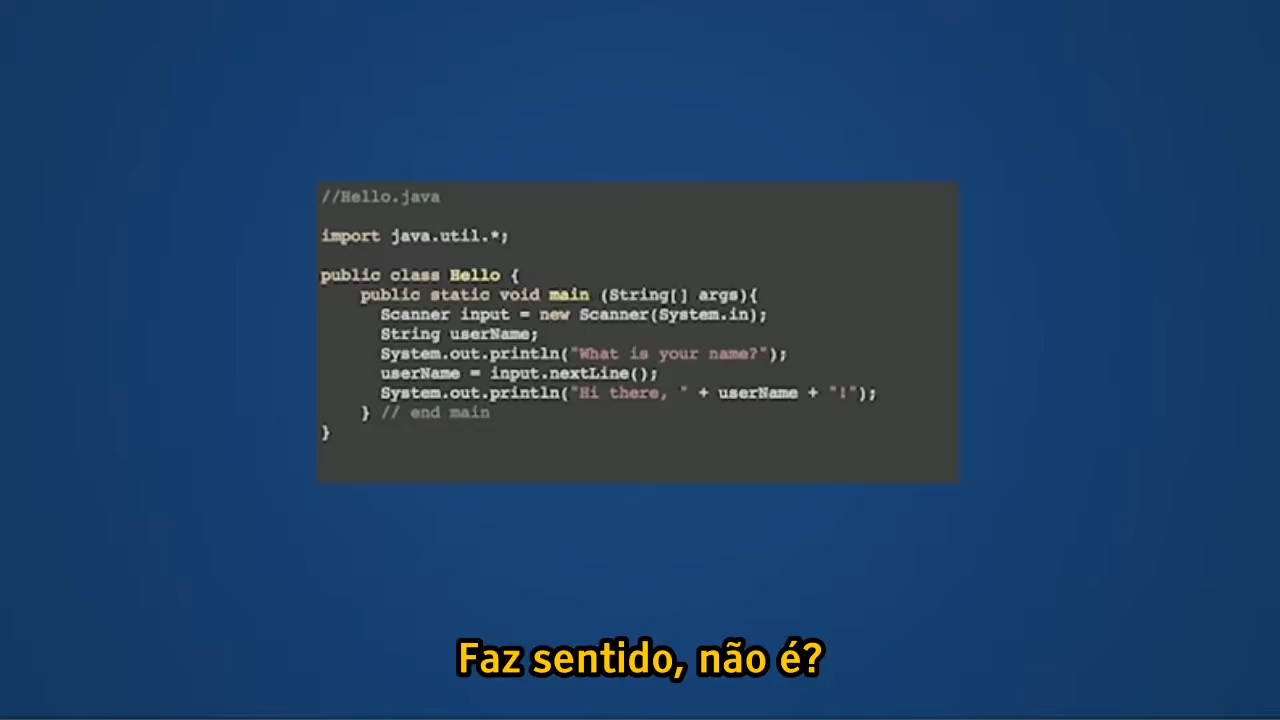 //Hello.java
import java.util.*;
public class Hello {
public static void main (String[] args){
Scanner input = new Scanner(System.in);
String userName;
System.out.println("What is your name?");
userName = input.nextLine();
System.out.println("Hi there, " + userName + "!");
} // end main
}
Faz sentido, não é?